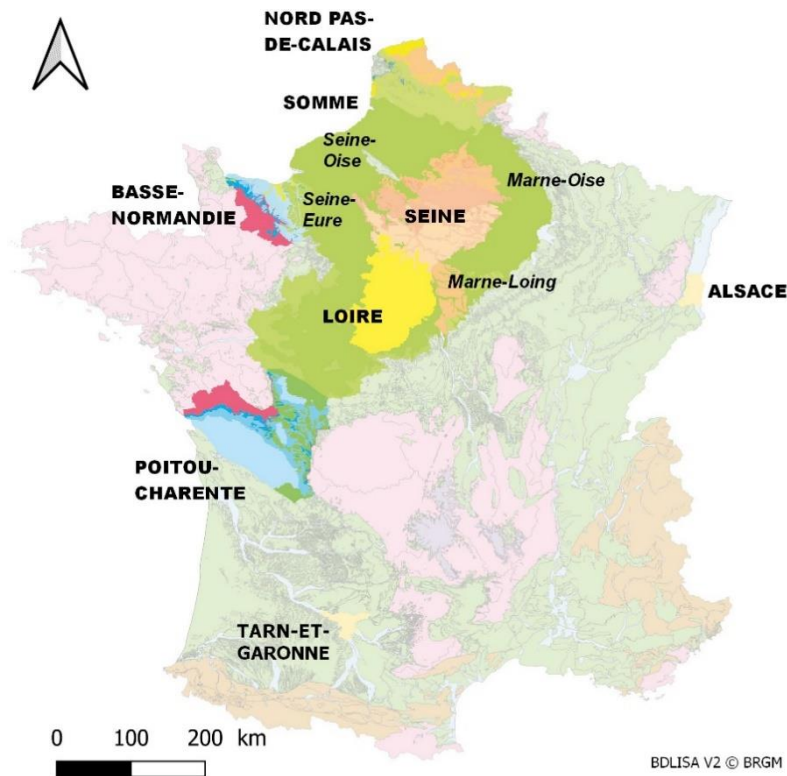 NORD PAS-
DE-CALAIS
SOMME
Seine-
Oise
Marne-Oise
BASSE-
NORMANDIE
Seine-
Eure
SEINE
Marne-Loing
ALSACE
LOIRE
POITOU-
CHARENTE
TARN-ET-
GARONNE
0 100 200 km
BDLISA V2 © BRGM